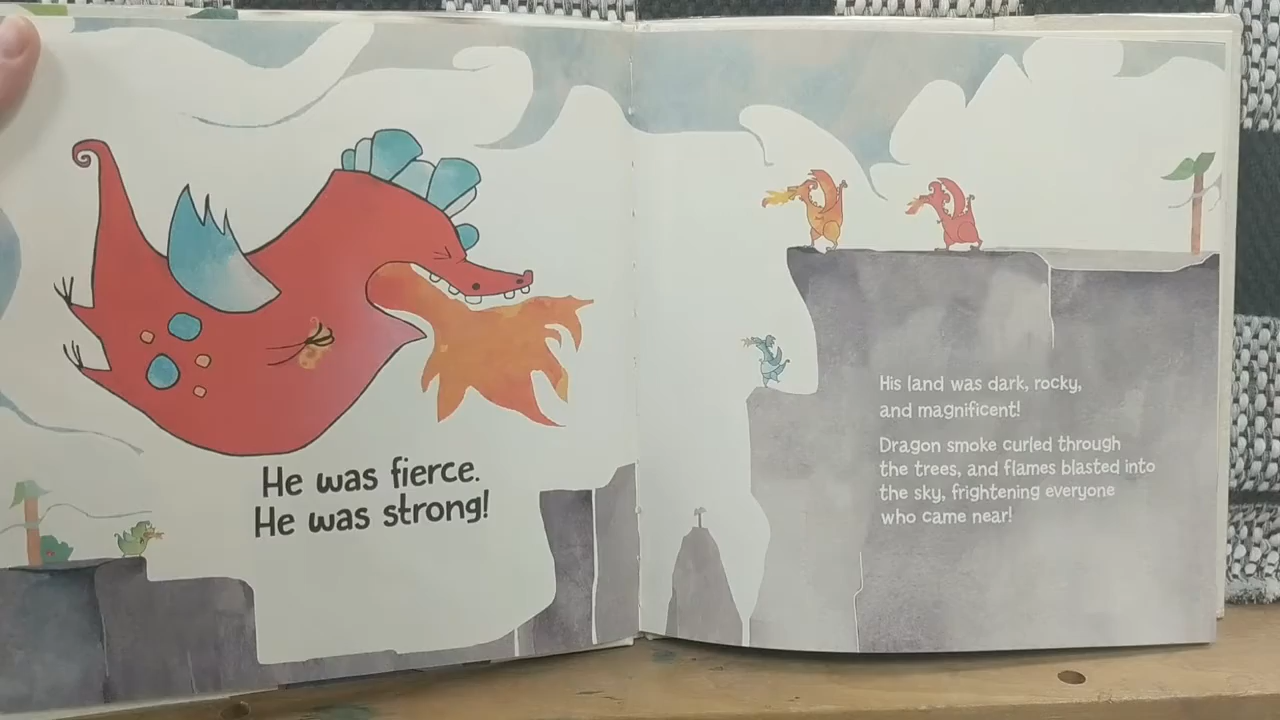 He was fierce.
He was strong!
His land was dark, rocky,
and magnificent!
Dragon smoke curled through
the trees, and flames blasted into
the sky, frightening everyone
who came near!